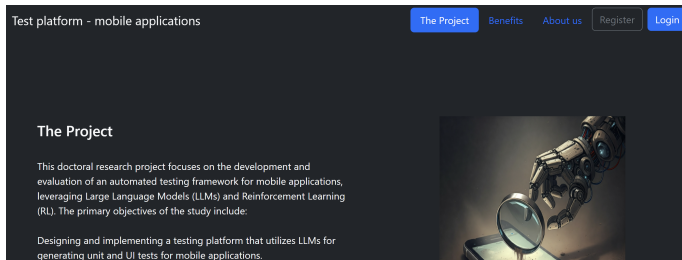 Test platform - mobile applications
The Project
Benefits
About us
Register
Login
The Project
This doctoral research project focuses on the development and
evaluation of an automated testing framework for mobile applications,
leveraging Large Language Models (LLMs) and Reinforcement Learning
(RL). The primary objectives of the study include:
Designing and implementing a testing platform that utilizes LLMs for
generating unit and UI tests for mobile applications.